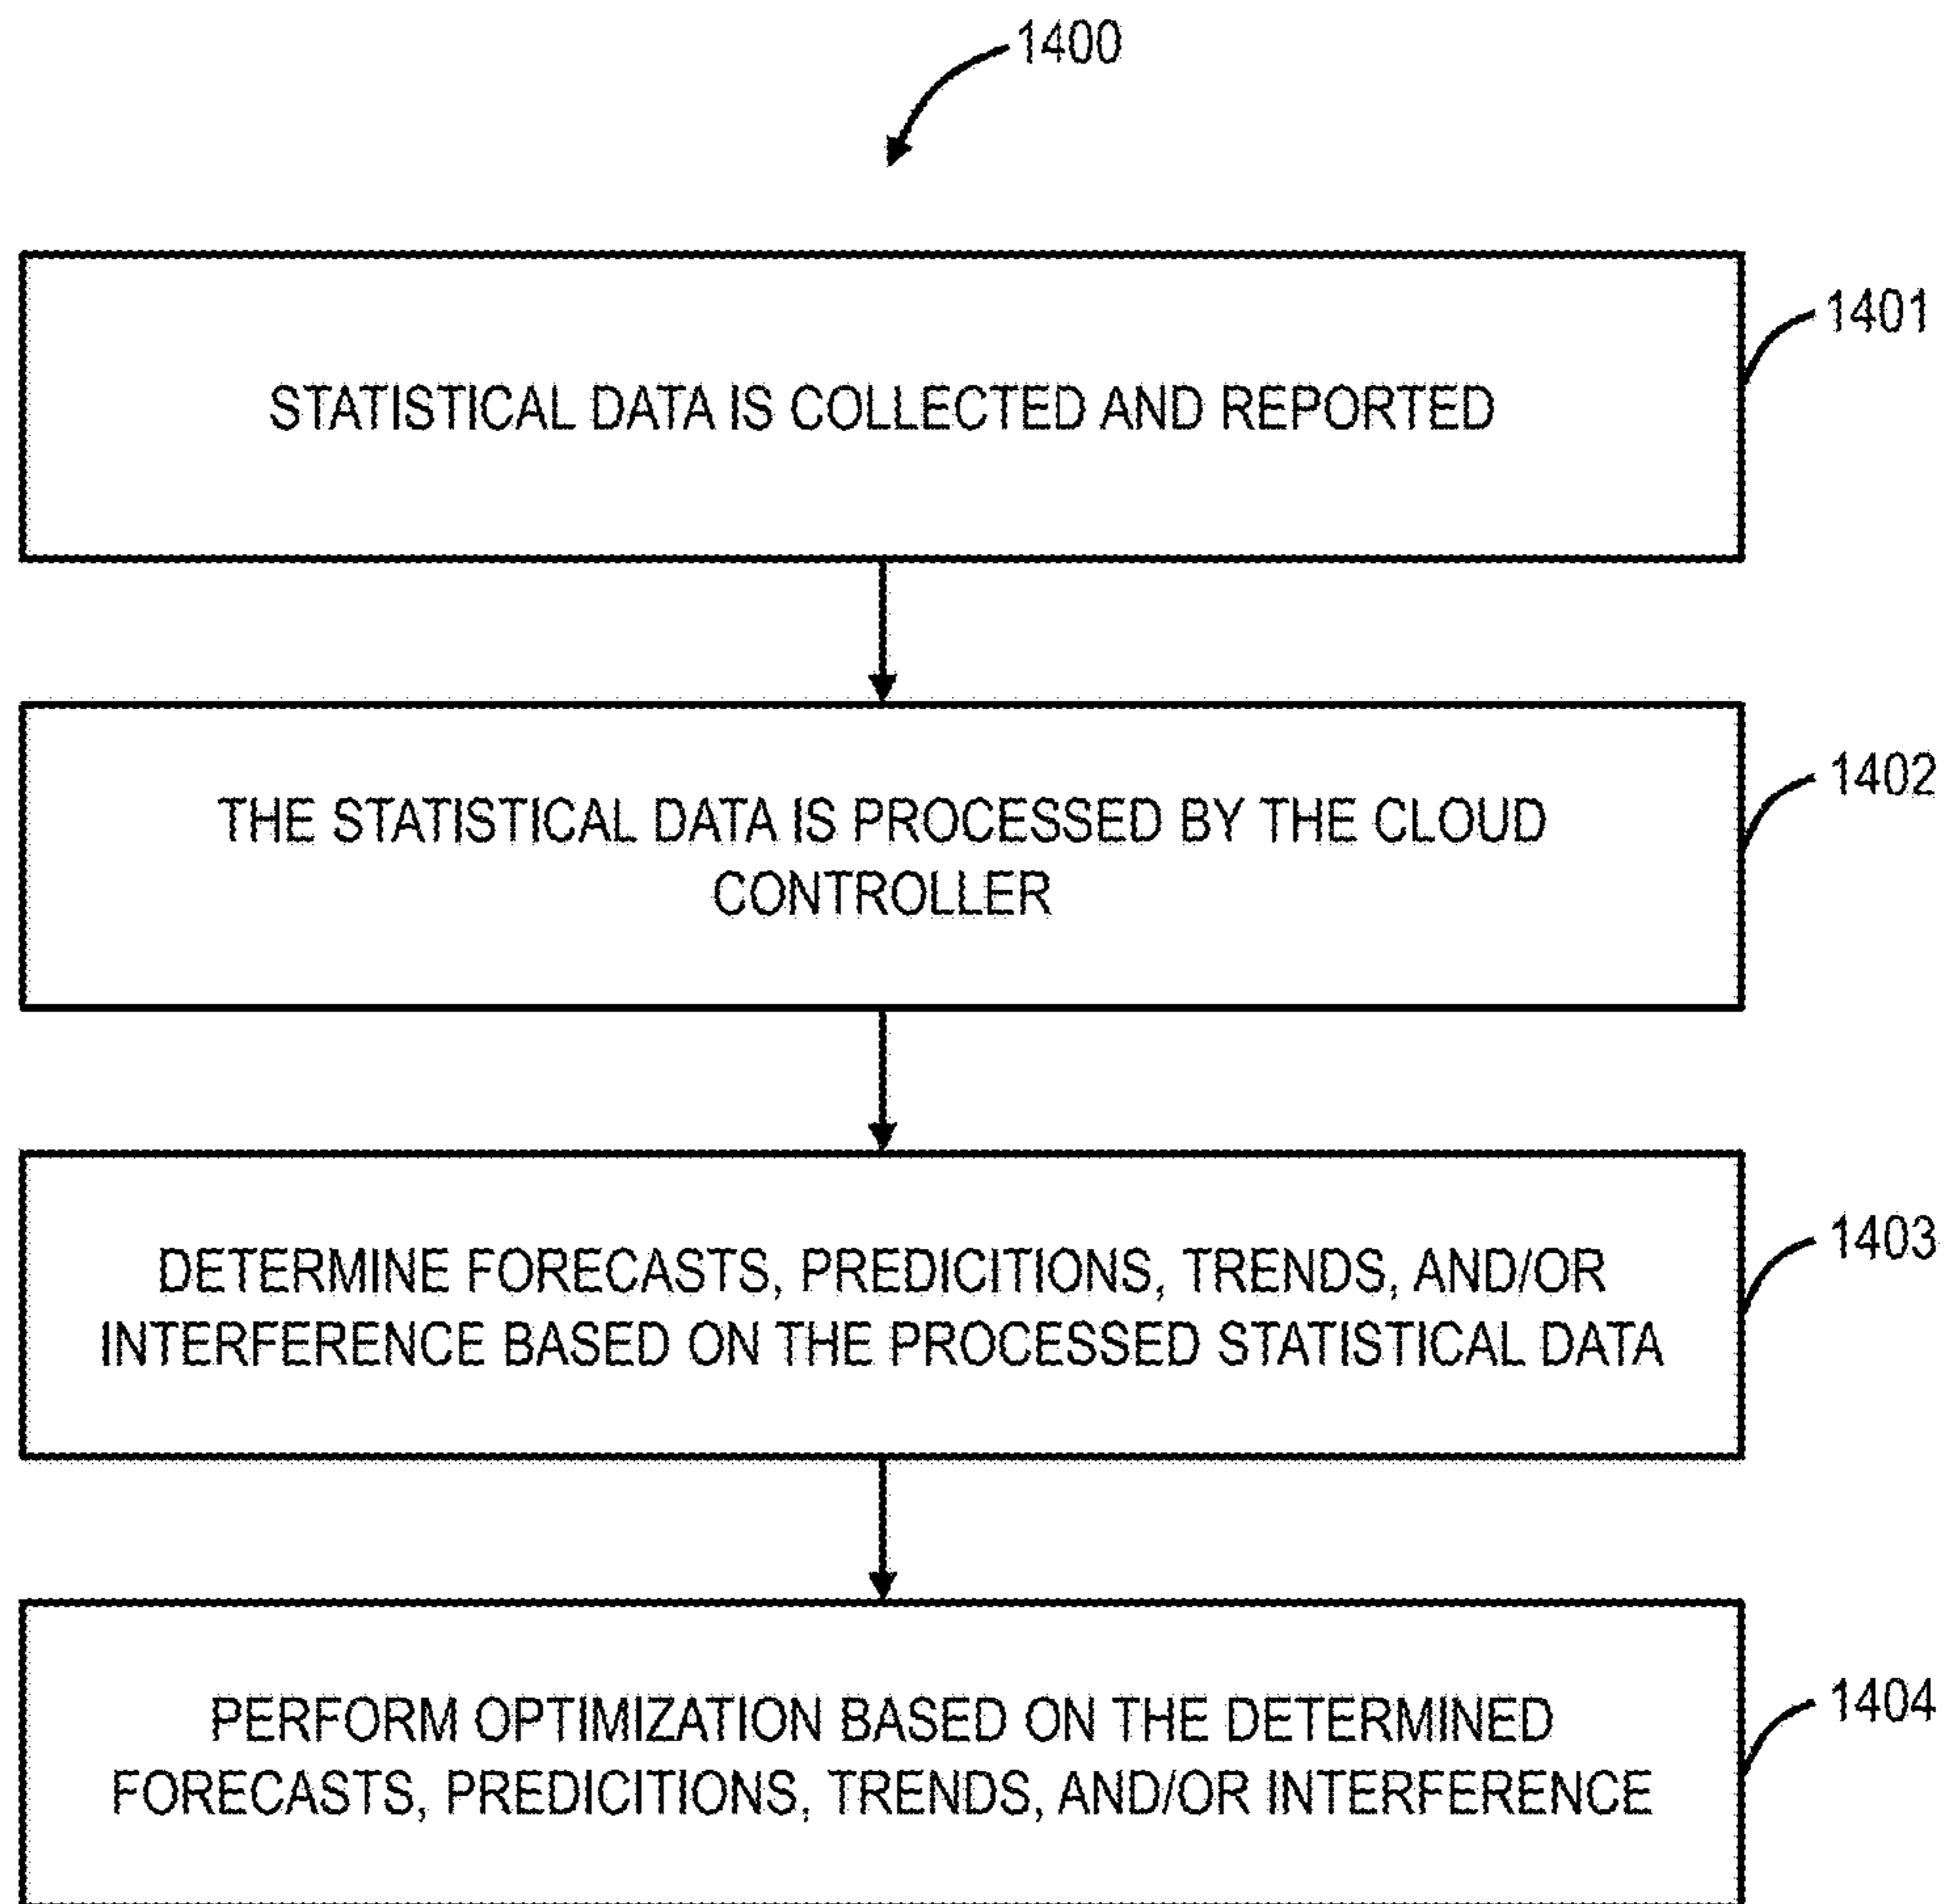 1400
STATISTICAL DATA IS COLLECTED AND REPORTED
1401
THE STATISTICAL DATA IS PROCESSED BY THE CLOUD
CONTROLLER
1402
DETERMINE FORECASTS, PREDICITIONS, TRENDS, AND/OR
INTERFERENCE BASED ON THE PROCESSED STATISTICAL DATA
1403
PERFORM OPTIMIZATION BASED ON THE DETERMINED
FORECASTS, PREDICITIONS, TRENDS, AND/OR INTERFERENCE
1404